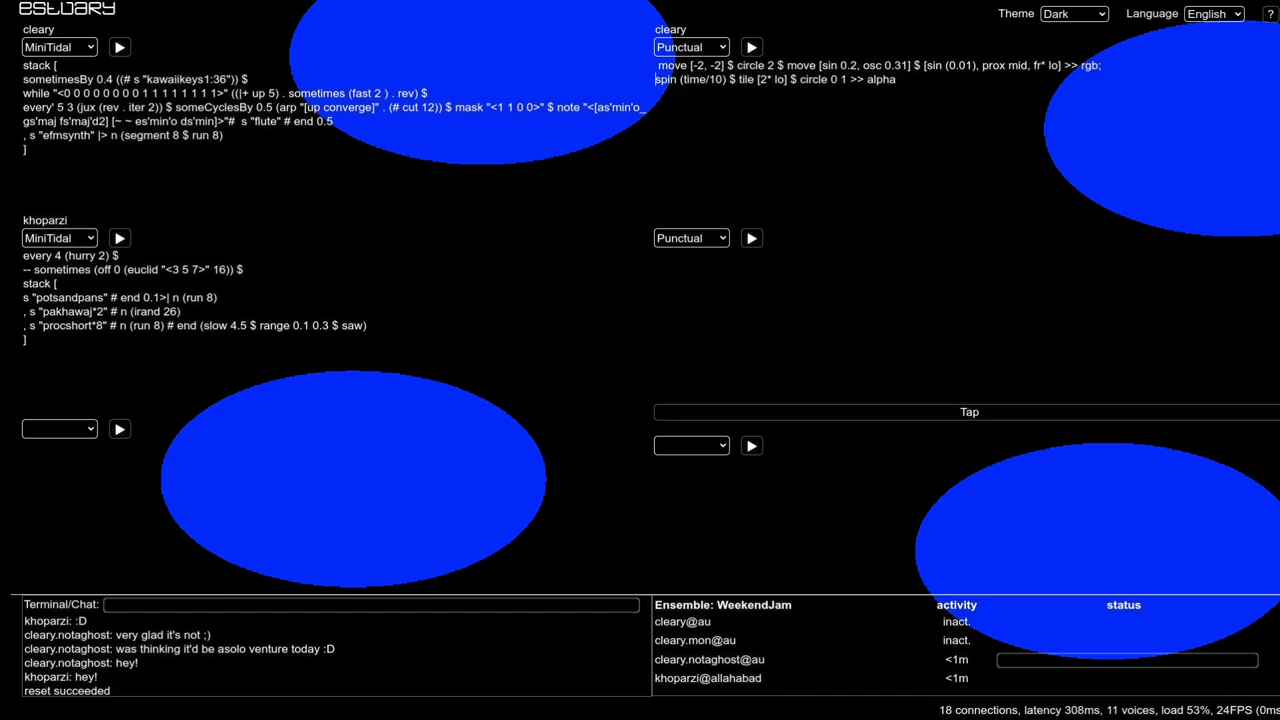 estuary
Theme Dark Language English ?
cleary
MiniTidal
stack [
sometimesBy 0.4 ((# s "kawaiikeys1:36")) $
while "<0 0 0 0 0 0 0 0 1 1 1 1 1 1 1 1>" ((|+ up 5) . sometimes (fast 2 ) . rev) $
every' 5 3 (jux (rev . iter 2)) $ someCyclesBy 0.5 (arp "[up converge]" . (# cut 12)) $ mask "<1 1 0 0>" $ note "<[as'min'o_
gs'maj fs'maj'd2] [~ ~ es'min'o ds'min]>"# s "flute" # end 0.5
, s "efmsynth" |> n (segment 8 $ run 8)
]
cleary
Punctual
move [-2, -2] $ circle 2 $ move [sin 0.2, osc 0.31] $ [sin (0.01), prox mid, fr* lo] >> rgb;
spin (time/10) $ tile [2* lo] $ circle 0 1 >> alpha
khoparzi
MiniTidal
every 4 (hurry 2) $
-- sometimes (off 0 (euclid "<3 5 7>" 16)) $
stack [
s "potsandpans" # end 0.1>| n (run 8)
, s "pakhawaj*2" # n (irand 26)
, s "procshort*8" # n (run 8) # end (slow 4.5 $ range 0.1 0.3 $ saw)
]
Punctual
Tap
Terminal/Chat:
khoparzi: :D
cleary.notaghost: very glad it's not ;)
cleary.notaghost: was thinking it'd be asolo venture today :D
cleary.notaghost: hey!
khoparzi: hey!
reset succeeded
Ensemble: WeekendJam activity status
cleary@au inact.
cleary.mon@au inact.
cleary.notaghost@au <1m
khoparzi@allahabad <1m
18 connections, latency 308ms, 11 voices, load 53%, 24FPS (0ms